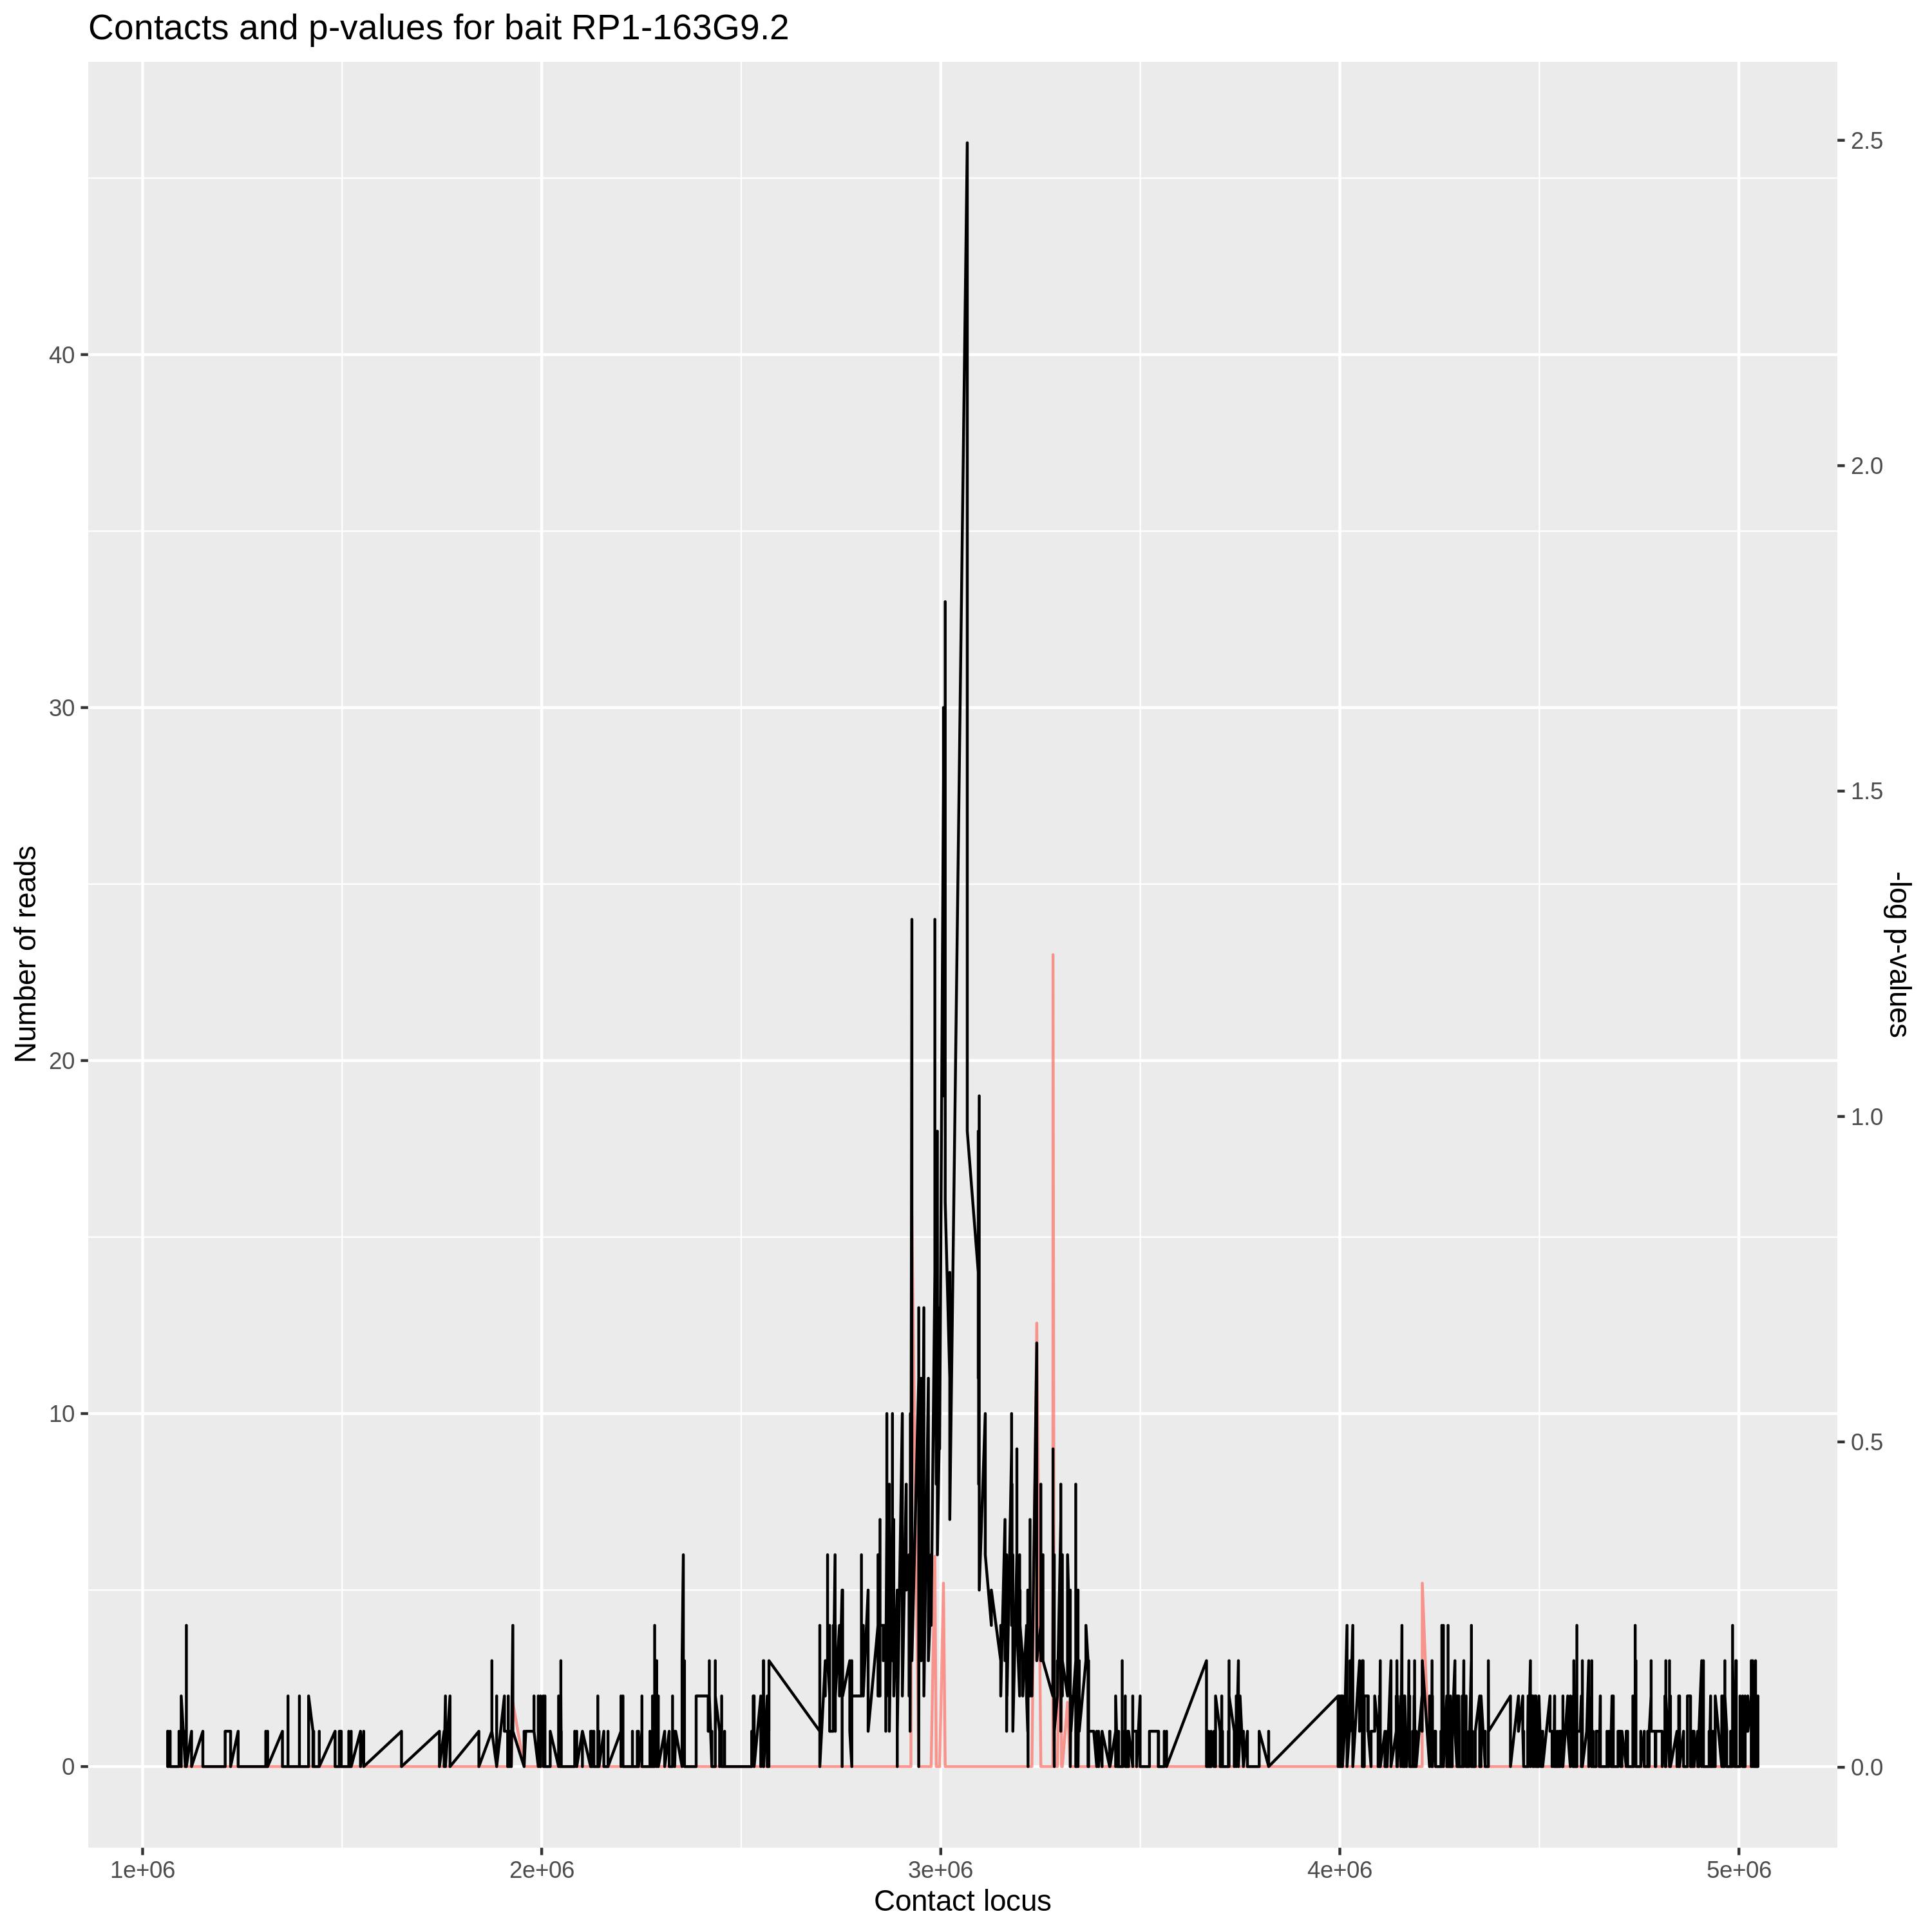 Contacts and p-values for bait RP1-163G9.2
Number of reads
40
30
20
10
0
2.5
2.0
1.5
1.0
0.5
0.0
-log p-values
1e+06 2e+06 3e+06 4e+06 5e+06
Contact locus